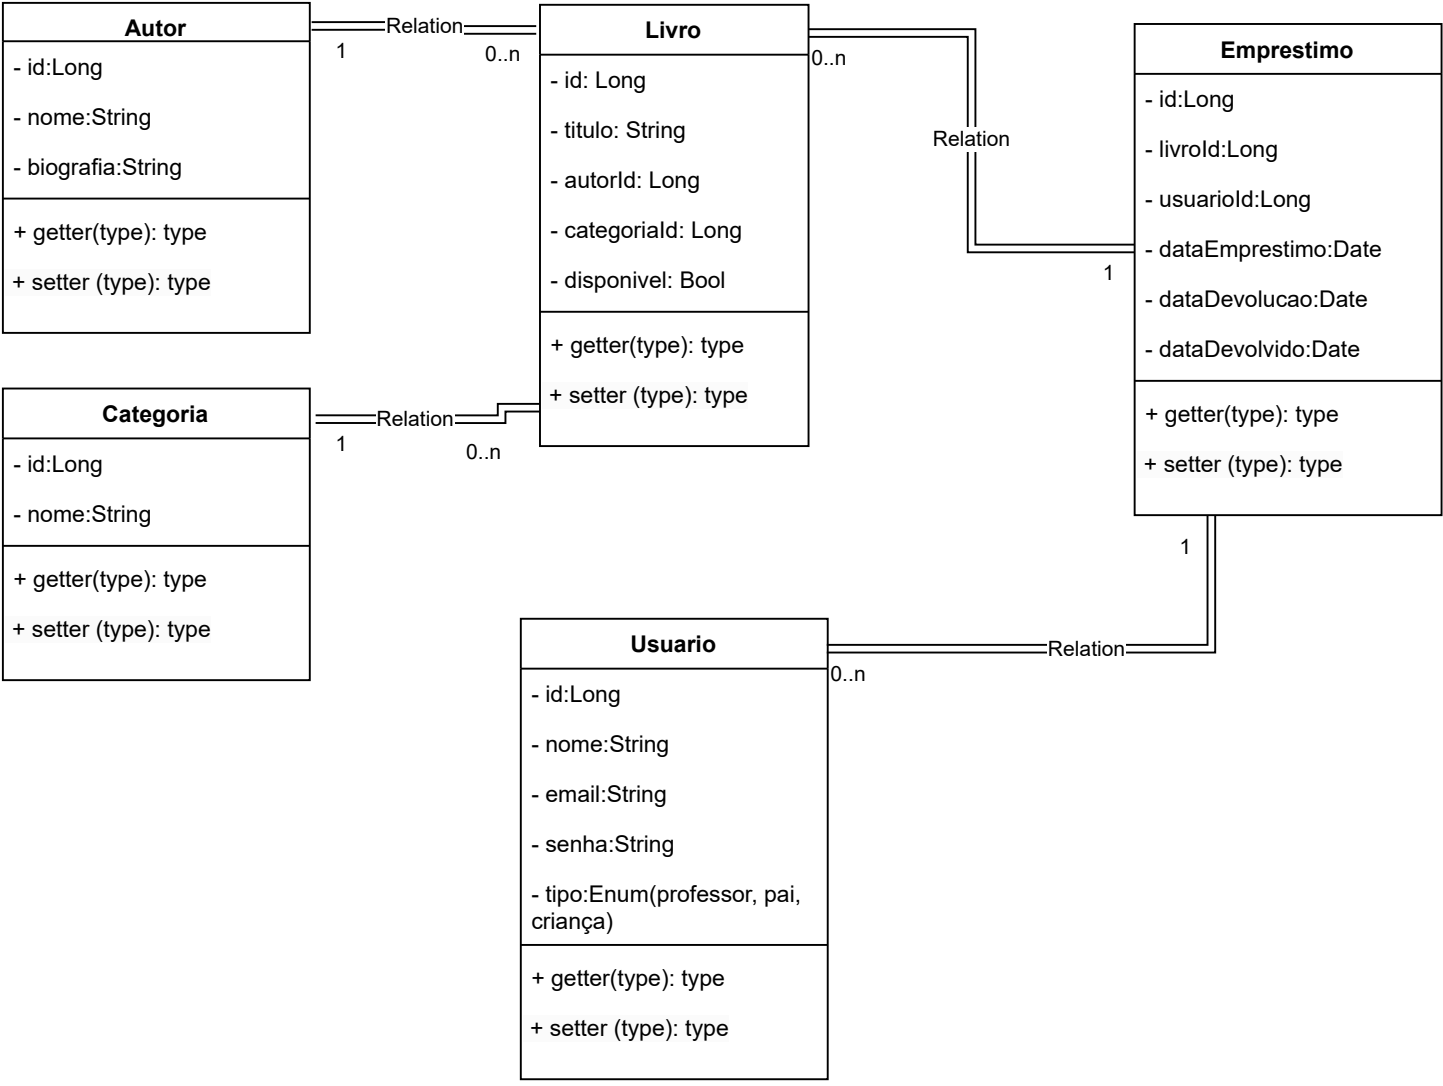 Autor
- id:Long
- nome:String
- biografia:String
+ getter(type): type
+ setter (type): type
Relation
1
0..n
Livro
- id: Long
- titulo: String
- autorId: Long
- categoriaId: Long
- disponivel: Bool
+ getter(type): type
+ setter (type): type
0..n
Relation
1
Emprestimo
- id:Long
- livroId:Long
- usuarioId:Long
- dataEmprestimo:Date
- dataDevolucao:Date
- dataDevolvido:Date
+ getter(type): type
+ setter (type): type
Categoria
- id:Long
- nome:String
+ getter(type): type
+ setter (type): type
Relation
1
0..n
Usuario
- id:Long
- nome:String
- email:String
- senha:String
- tipo:Enum(professor, pai,
criança)
+ getter(type): type
+ setter (type): type
0..n
Relation
1